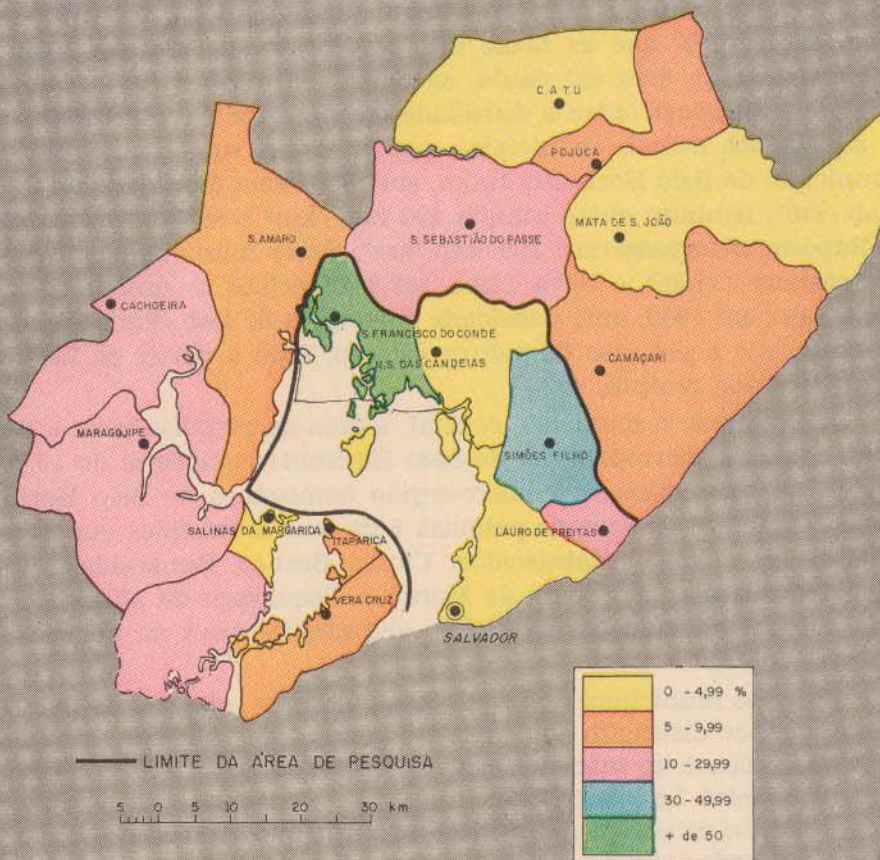 C A T U
POJUCA
MATA DE S. JOÃO
S. SEBASTIÃO DO PASSE
S. AMARO
CACHOEIRA
S. FRANCISCO DO CONDE
N.S. DAS CANDEIAS
CAMAÇARI
MARAGOJIPE
SIMÕES FILHO
SALINAS DA MARGARIDA
ITAPARICA
LAURO DE FREITAS
VERA CRUZ
SALVADOR
LIMITE DA ÁREA DE PESQUISA
5 0 5 10 20 30 km
0 - 4,99 %
5 - 9,99
10 - 29,99
30 - 49,99
+ de 50